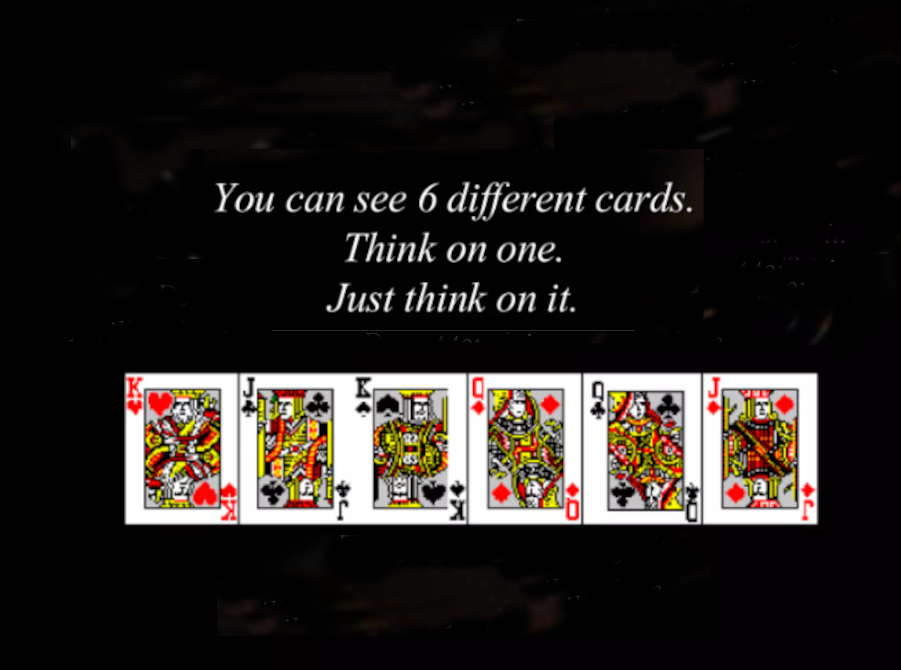 You can see 6 different cards.
Think on one.
Just think on it.
K J K Q Q J
K J K Q Q J